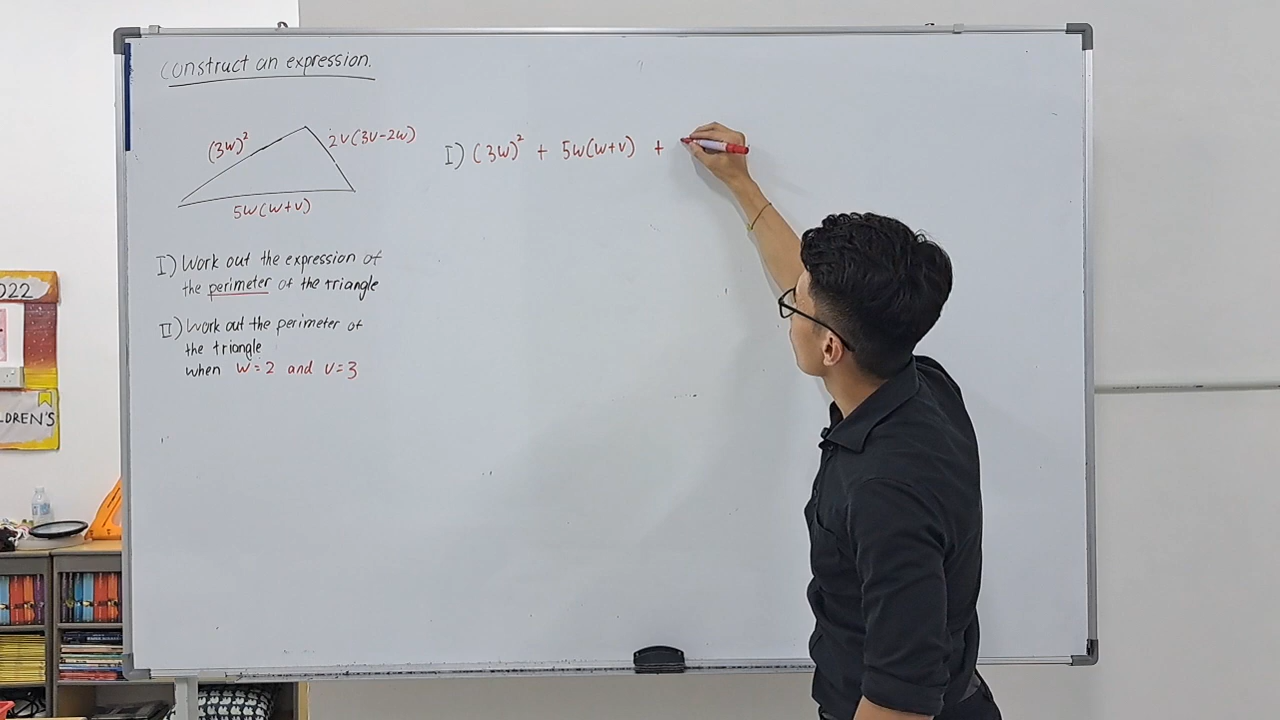 construct an expression.
(3w)²
2v(3v-2w)
5w(w+v)
I) Work out the expression of
the perimeter of the triangle
II) Work out the perimeter of
the triangle
when w=2 and v=3
I) (3w)² + 5w(w+v) +
022
LDREN'S